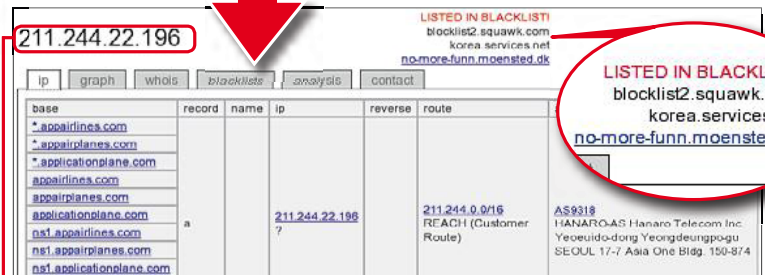 LISTED IN BLACKLIST!
blocklist2.squawk.com
korea.services.net
no-more-funn.moensted.dk
211.244.22.196
ip graph whois blacklists analysis contact
base record name ip reverse route
*.appairlines.com
*.appairplanes.com
*.applicationplane.com
appairlines.com
appairplanes.com
applicationplane.com
ns1.appairlines.com
ns1.appairplanes.com
ns1.applicationplane.com
a
211.244.22.196
?
211.244.0.0/16
REACH (Customer
Route)
AS9318
HANARO-AS Hanaro Telecom Inc.
Yeoeuido-dong Yeongdeungpo-gu
SEOUL 17-7 Asia One Bldg. 150-874
LISTED IN BLACKL
blocklist2.squawk.
korea.services
no-more-funn.moenste